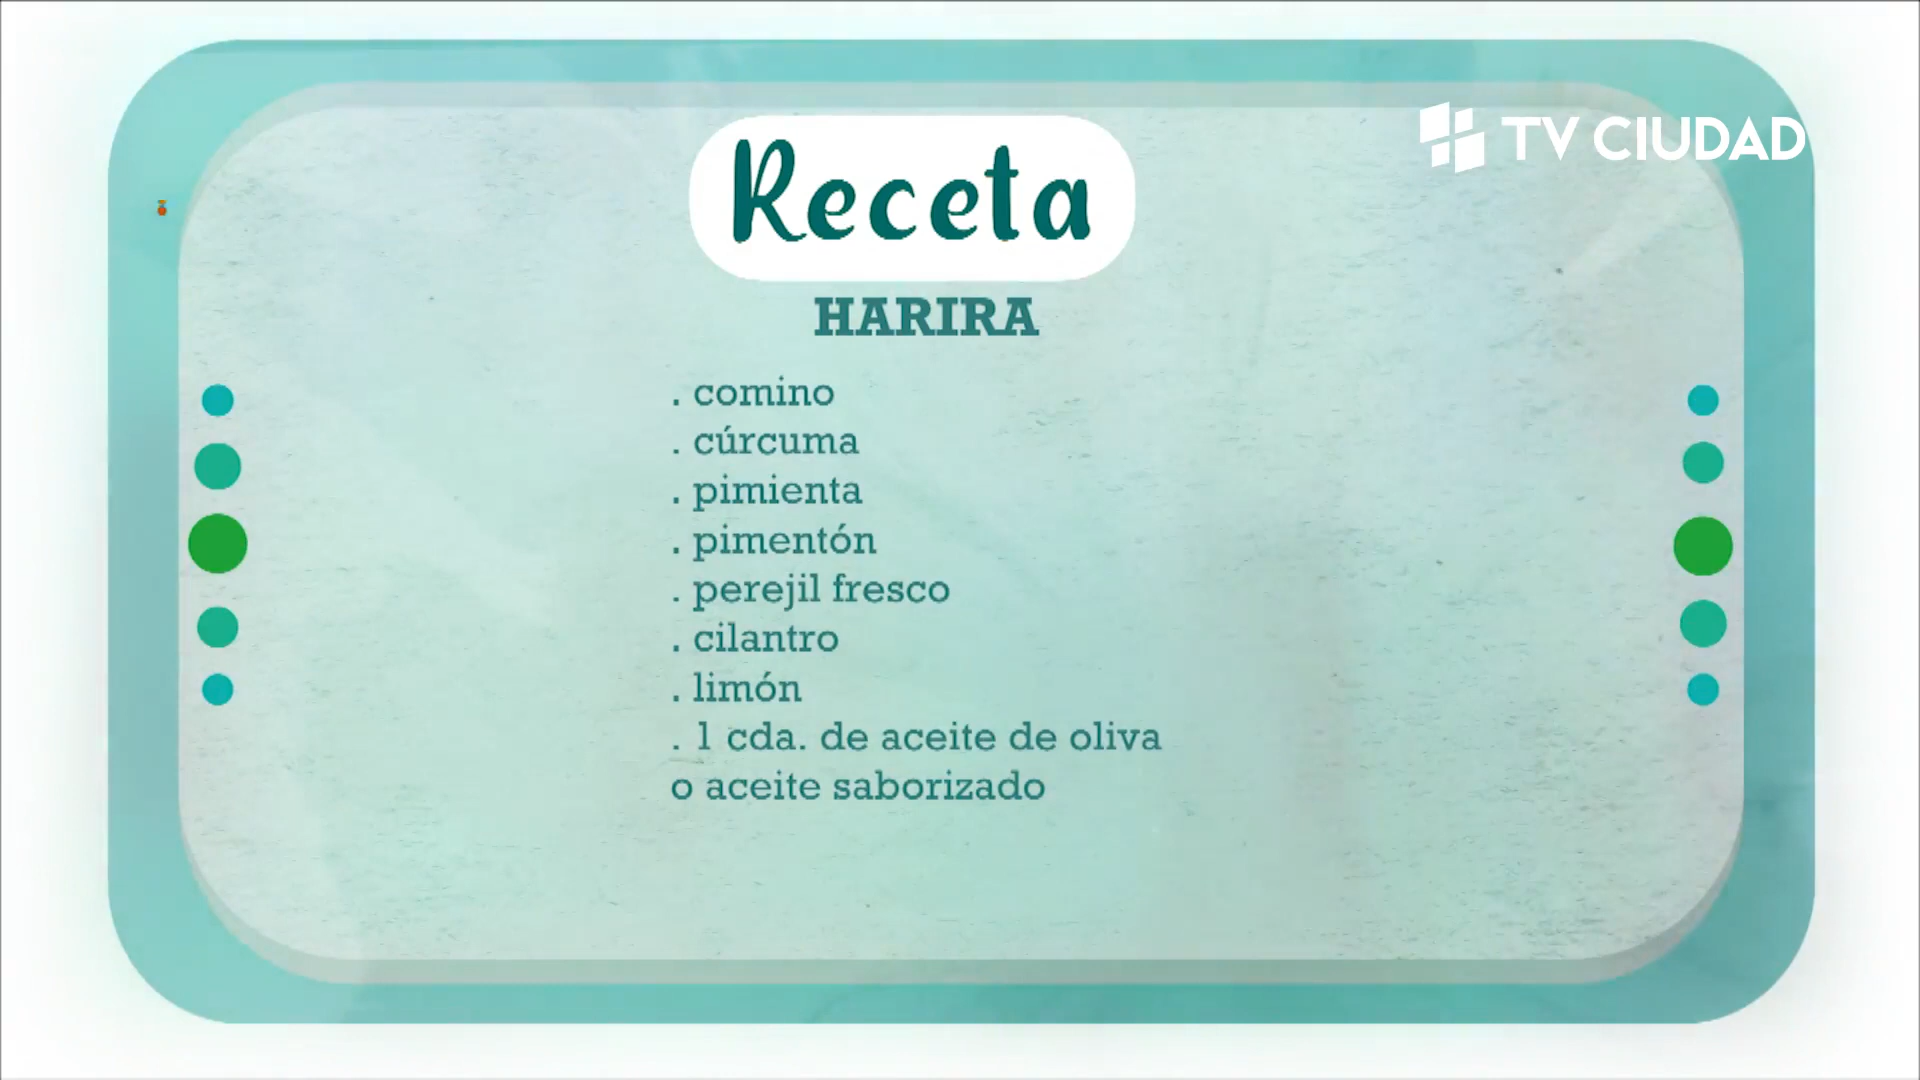 TV CIUDAD
Receta
HARIRA
. comino
. cúrcuma
. pimienta
. pimentón
. perejil fresco
. cilantro
. limón
. 1 cda. de aceite de oliva
o aceite saborizado